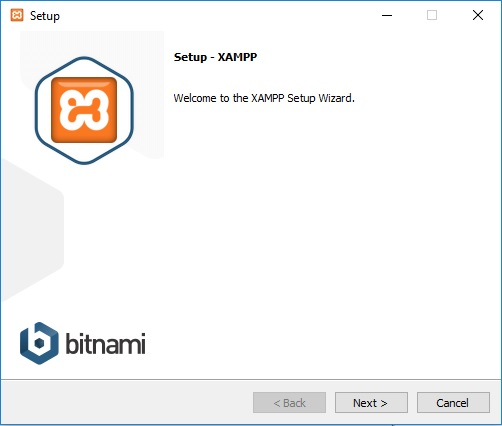 Setup
Setup - XAMPP
Welcome to the XAMPP Setup Wizard.
bitnami
< Back
Next >
Cancel